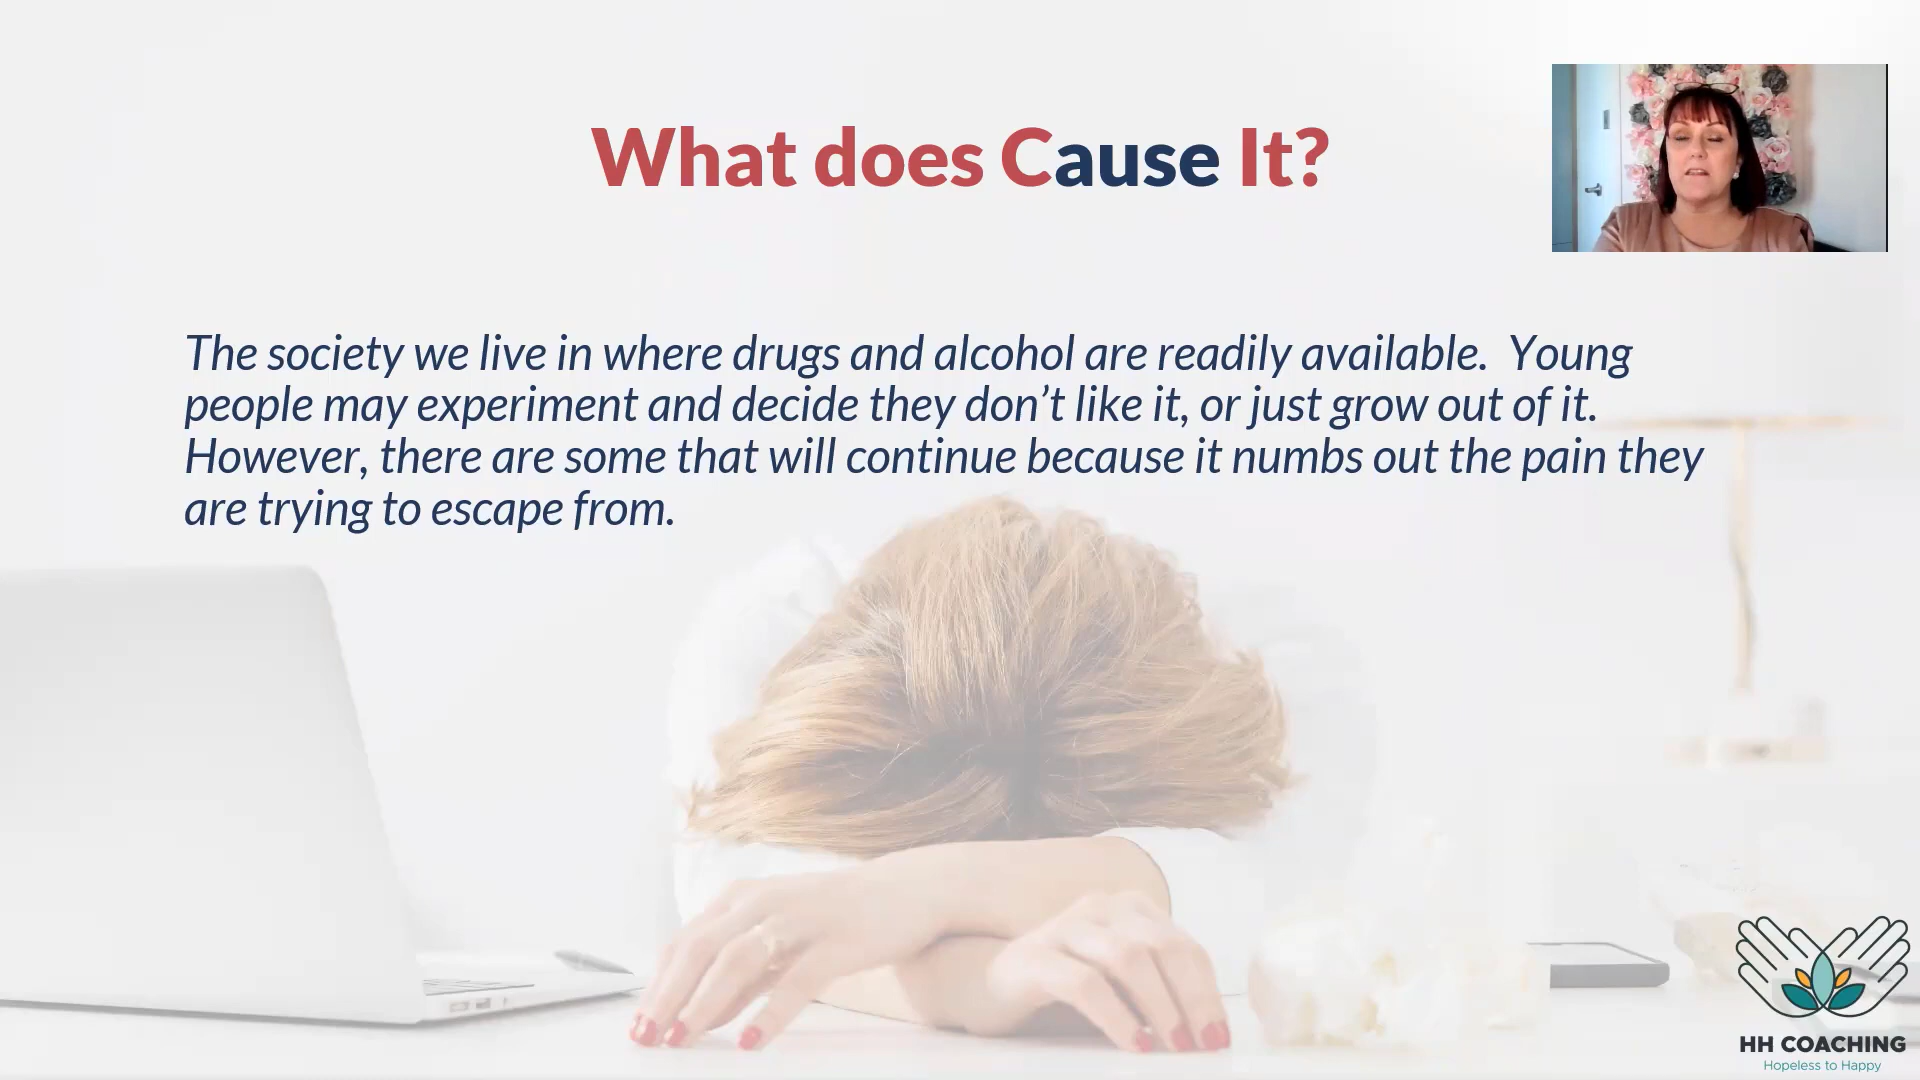 What does Cause It?
The society we live in where drugs and alcohol are readily available.  Young
people may experiment and decide they don’t like it, or just grow out of it.
However, there are some that will continue because it numbs out the pain they
are trying to escape from.
HH COACHING
Hopeless to Happy